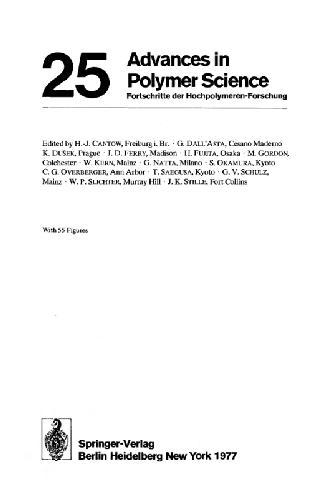 25
Advances in
Polymer Science
Fortschritte der Hochpolymeren-Forschung
Edited by H.-J. CANTOW, Freiburg i. Br. · G. DALL'ASTA, Cesano Maderno
K. DUŠEK, Prague · J. D. FERRY, Madison · H. FUJITA, Osaka · M. GORDON,
Colchester · W. KERN, Mainz · G. NATTA, Milano · S. OKAMURA, Kyoto
C. G. OVERBERGER, Ann Arbor · T. SAEGUSA, Kyoto · G. V. SCHULZ,
Mainz · W. P. SLICHTER, Murray Hill · J. K. STILLE, Fort Collins
With 55 Figures
Springer-Verlag
Berlin Heidelberg New York 1977